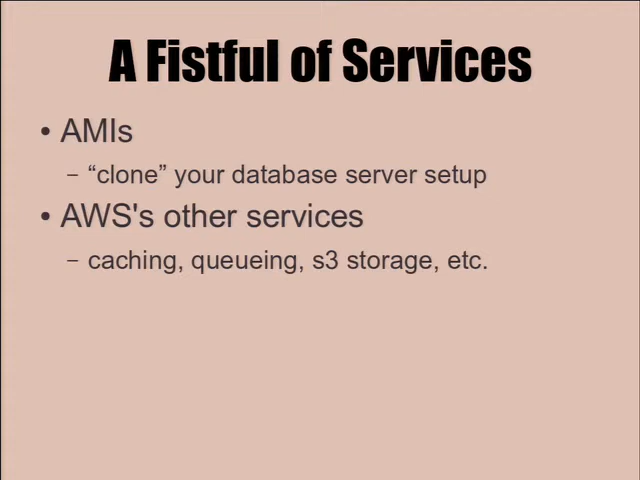 A Fistful of Services
• AMIs
– “clone” your database server setup
• AWS's other services
– caching, queueing, s3 storage, etc.